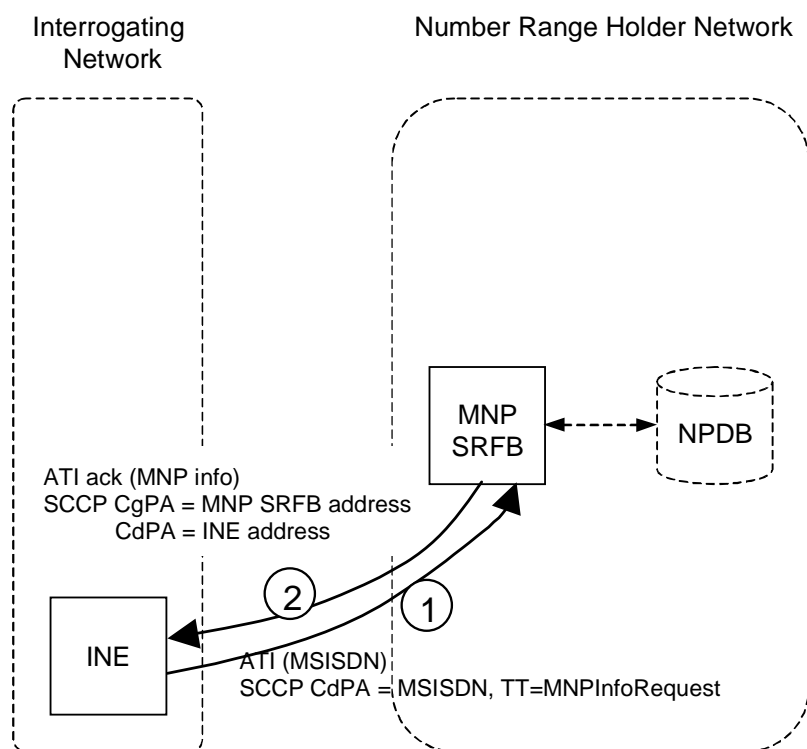 Interrogating
Network
Number Range Holder Network
MNP
SRFB
NPDB
ATI ack (MNP info)
SCCP CgPA = MNP SRFB address
CdPA = INE address
2
1
INE
ATI (MSISDN)
SCCP CdPA = MSISDN, TT=MNPInfoRequest